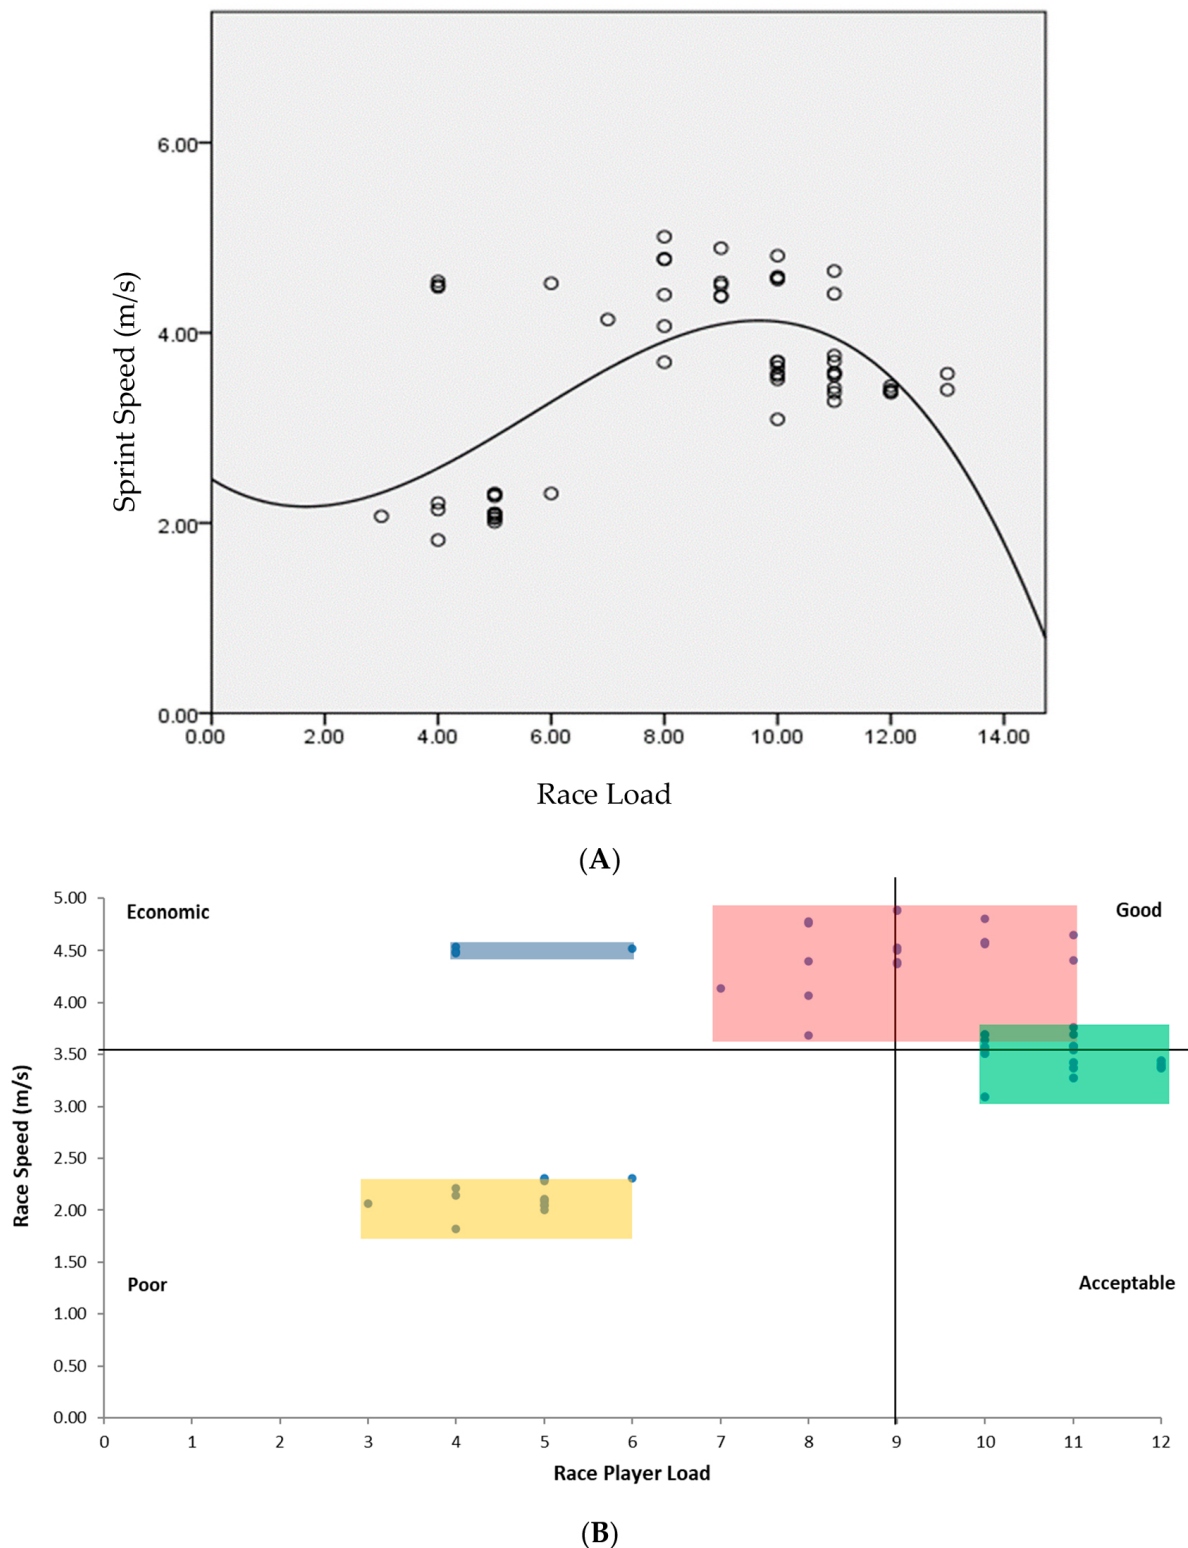 6.00
4.00
2.00
0.00
Sprint Speed (m/s)
0.00 2.00 4.00 6.00 8.00 10.00 12.00 14.00
Race Load
(A)
5.00
4.50
4.00
3.50
3.00
2.50
2.00
1.50
1.00
0.50
0.00
Race Speed (m/s)
Economic
Good
Poor
Acceptable
0 1 2 3 4 5 6 7 8 9 10 11 12
Race Player Load
(B)